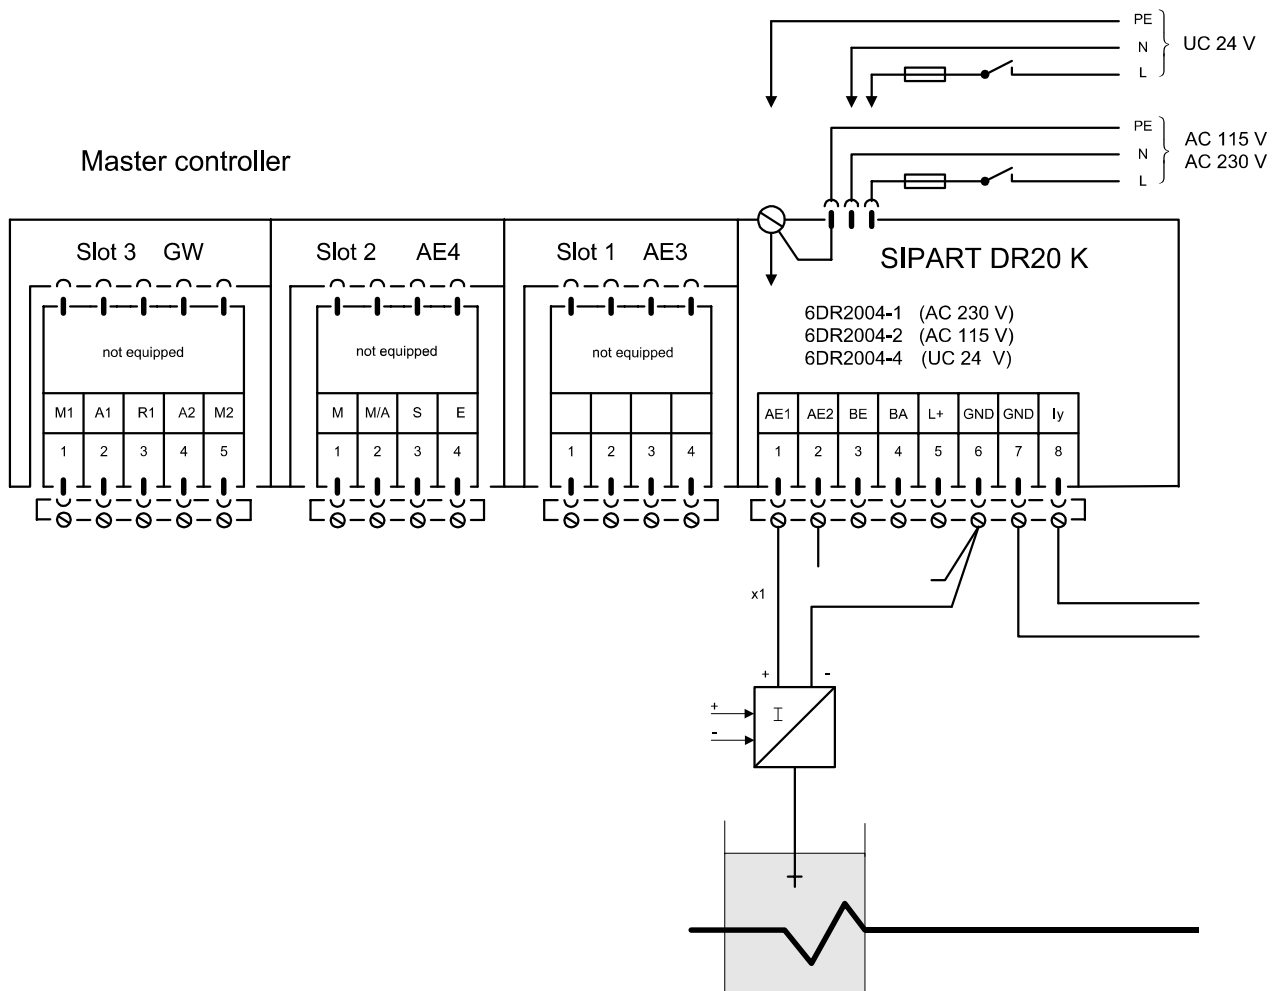 PE
N
L
UC 24 V
PE
N
L
AC 115 V
AC 230 V
Master controller
Slot 3 GW
Slot 2 AE4
Slot 1 AE3
SIPART DR20 K
6DR2004-1 (AC 230 V)
6DR2004-2 (AC 115 V)
6DR2004-4 (UC 24 V)
not equipped
not equipped
not equipped
M1 A1 R1 A2 M2
1 2 3 4 5
M M/A S E
1 2 3 4
1 2 3 4
AE1 AE2 BE BA L+ GND GND Iy
1 2 3 4 5 6 7 8
x1
+ -
+
-
I